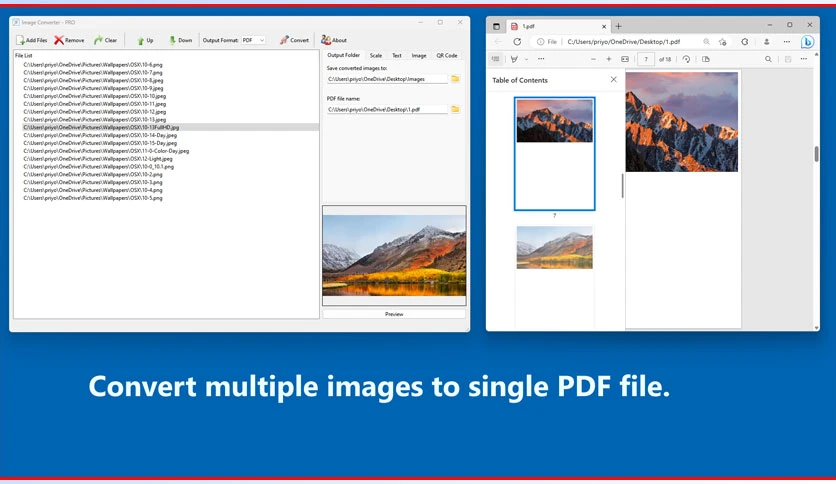 Image Converter - PRO
Add Files Remove Clear Up Down Output Format: PDF Convert About
File List
C:\Users\priyo\OneDrive\Pictures\Wallpapers\OSX\10-6.png
C:\Users\priyo\OneDrive\Pictures\Wallpapers\OSX\10-7.png
C:\Users\priyo\OneDrive\Pictures\Wallpapers\OSX\10-8.jpeg
C:\Users\priyo\OneDrive\Pictures\Wallpapers\OSX\10-9.jpeg
C:\Users\priyo\OneDrive\Pictures\Wallpapers\OSX\10-10.jpeg
C:\Users\priyo\OneDrive\Pictures\Wallpapers\OSX\10-11.jpeg
C:\Users\priyo\OneDrive\Pictures\Wallpapers\OSX\10-12.png
C:\Users\priyo\OneDrive\Pictures\Wallpapers\OSX\10-13.jpeg
C:\Users\priyo\OneDrive\Pictures\Wallpapers\OSX\10-13FullHD.jpg
C:\Users\priyo\OneDrive\Pictures\Wallpapers\OSX\10-14-Day.jpeg
C:\Users\priyo\OneDrive\Pictures\Wallpapers\OSX\10-15-Day.jpeg
C:\Users\priyo\OneDrive\Pictures\Wallpapers\OSX\11-0-Color-Day.jpeg
C:\Users\priyo\OneDrive\Pictures\Wallpapers\OSX\12-Light.jpeg
C:\Users\priyo\OneDrive\Pictures\Wallpapers\OSX\10-0_10.1.png
C:\Users\priyo\OneDrive\Pictures\Wallpapers\OSX\10-2.png
C:\Users\priyo\OneDrive\Pictures\Wallpapers\OSX\10-3.png
C:\Users\priyo\OneDrive\Pictures\Wallpapers\OSX\10-4.png
C:\Users\priyo\OneDrive\Pictures\Wallpapers\OSX\10-5.png
Output Folder Scale Text Image QR Code
Save converted images to:
C:\Users\priyo\OneDrive\Desktop\Images
PDF file name:
C:\Users\priyo\OneDrive\Desktop\1.pdf
Preview
1.pdf
File C:/Users/priyo/OneDrive/Desktop/1.pdf
7 of 18
Table of Contents
7
Convert multiple images to single PDF file.